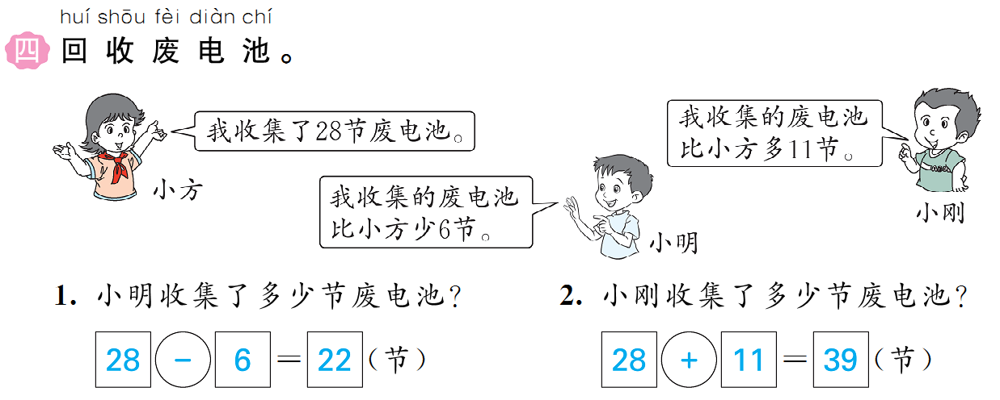 huí shōu fèi diàn chí
四 回收废电池。
我收集了28节废电池。
小方
我收集的废电池
比小方少6节。
小明
我收集的废电池
比小方多11节。
小刚
1. 小明收集了多少节废电池?
28 - 6 = 22 (节)
2. 小刚收集了多少节废电池?
28 + 11 = 39 (节)